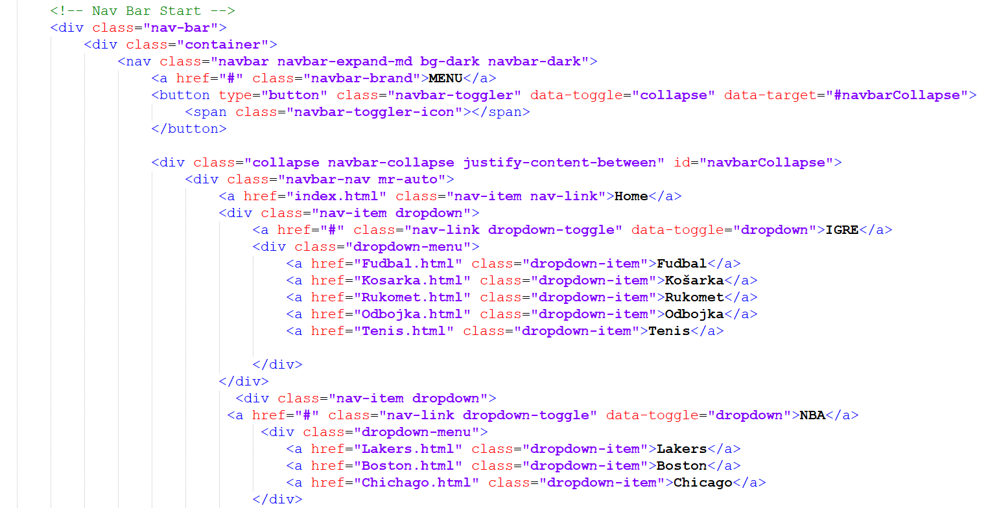 <!-- Nav Bar Start -->
<div class="nav-bar">
<div class="container">
<nav class="navbar navbar-expand-md bg-dark navbar-dark">
<a href="#" class="navbar-brand">MENU</a>
<button type="button" class="navbar-toggler" data-toggle="collapse" data-target="#navbarCollapse">
<span class="navbar-toggler-icon"></span>
</button>
<div class="collapse navbar-collapse justify-content-between" id="navbarCollapse">
<div class="navbar-nav mr-auto">
<a href="index.html" class="nav-item nav-link">Home</a>
<div class="nav-item dropdown">
<a href="#" class="nav-link dropdown-toggle" data-toggle="dropdown">IGRE</a>
<div class="dropdown-menu">
<a href="Fudbal.html" class="dropdown-item">Fudbal</a>
<a href="Kosarka.html" class="dropdown-item">Košarka</a>
<a href="Rukomet.html" class="dropdown-item">Rukomet</a>
<a href="Odbojka.html" class="dropdown-item">Odbojka</a>
<a href="Tenis.html" class="dropdown-item">Tenis</a>
</div>
</div>
<div class="nav-item dropdown">
<a href="#" class="nav-link dropdown-toggle" data-toggle="dropdown">NBA</a>
<div class="dropdown-menu">
<a href="Lakers.html" class="dropdown-item">Lakers</a>
<a href="Boston.html" class="dropdown-item">Boston</a>
<a href="Chichago.html" class="dropdown-item">Chicago</a>
</div>